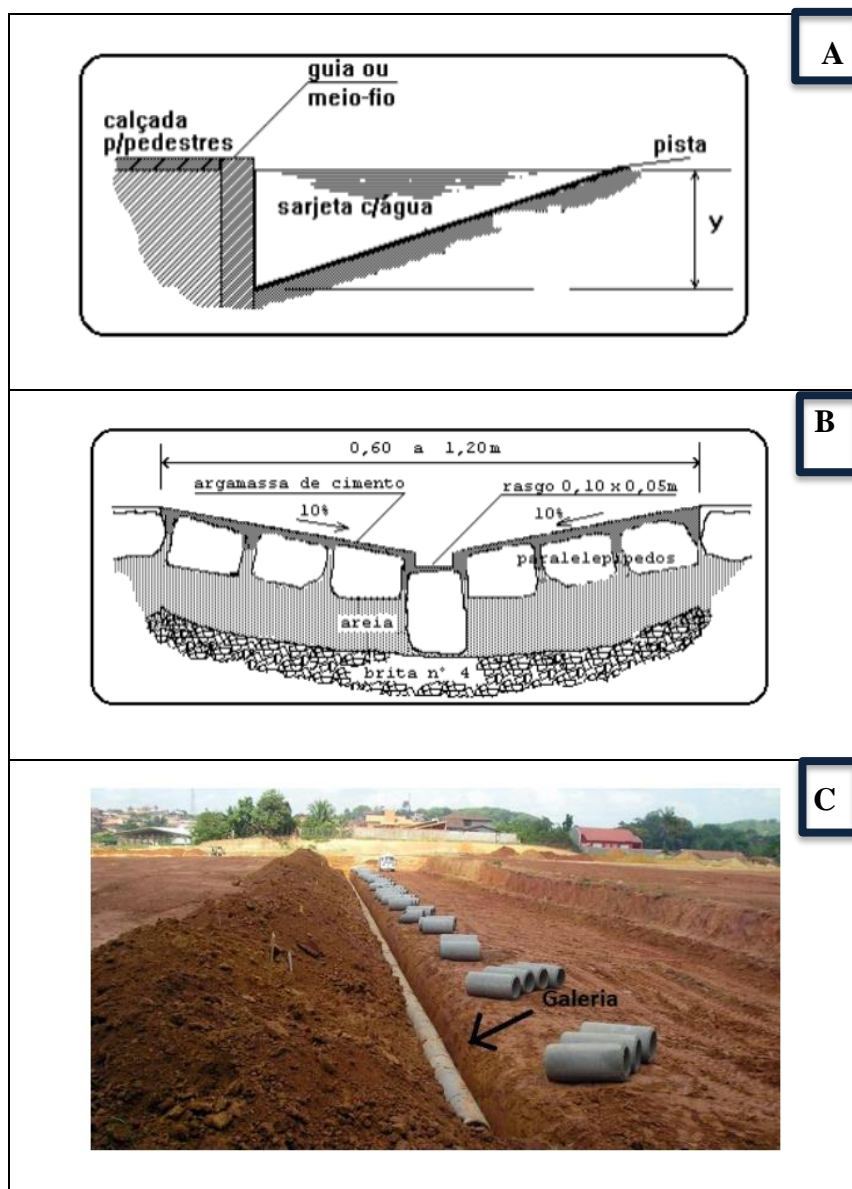 A
guia ou
meio-fio
calçada
p/pedestres
pista
sarjeta c/água
y
B
0,60 a 1,20m
argamassa de cimento
rasgo 0,10 x 0,05m
10%
10%
paralelepípedos
areia
brita n° 4
C
Galeria